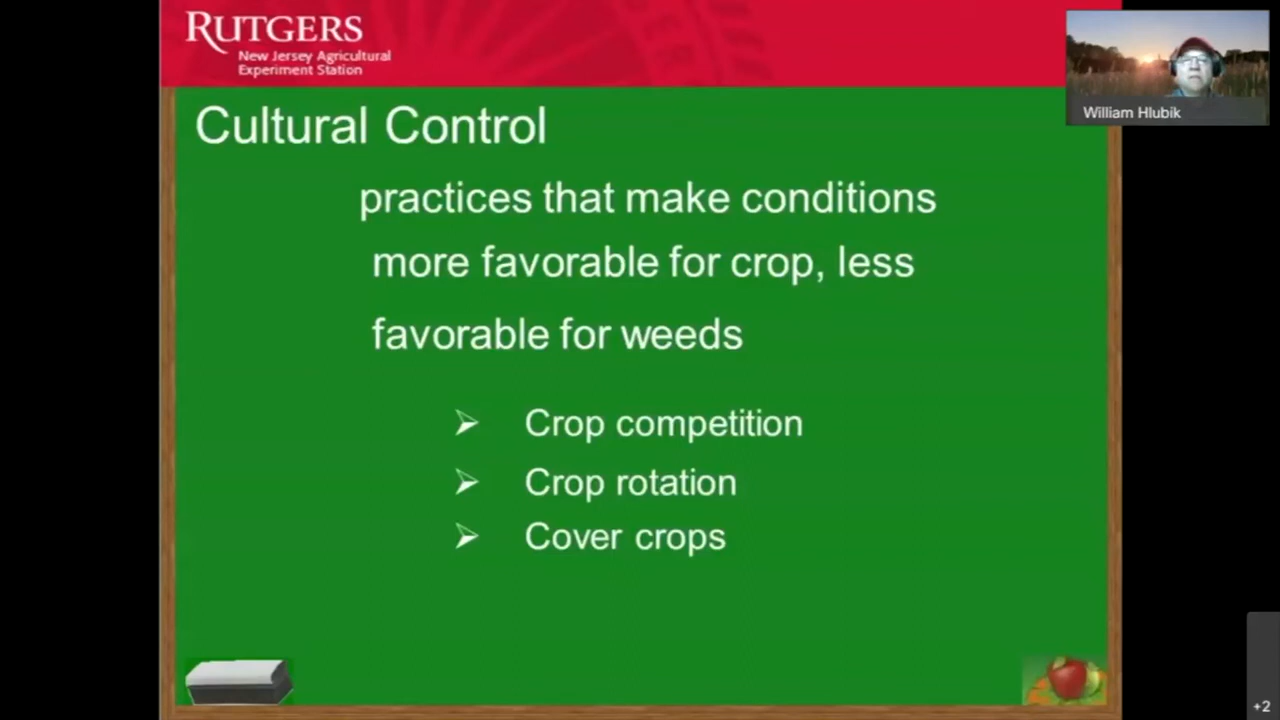 RUTGERS
New Jersey Agricultural
Experiment Station
William Hlubik
Cultural Control
practices that make conditions
more favorable for crop, less
favorable for weeds
➢ Crop competition
➢ Crop rotation
➢ Cover crops
+2